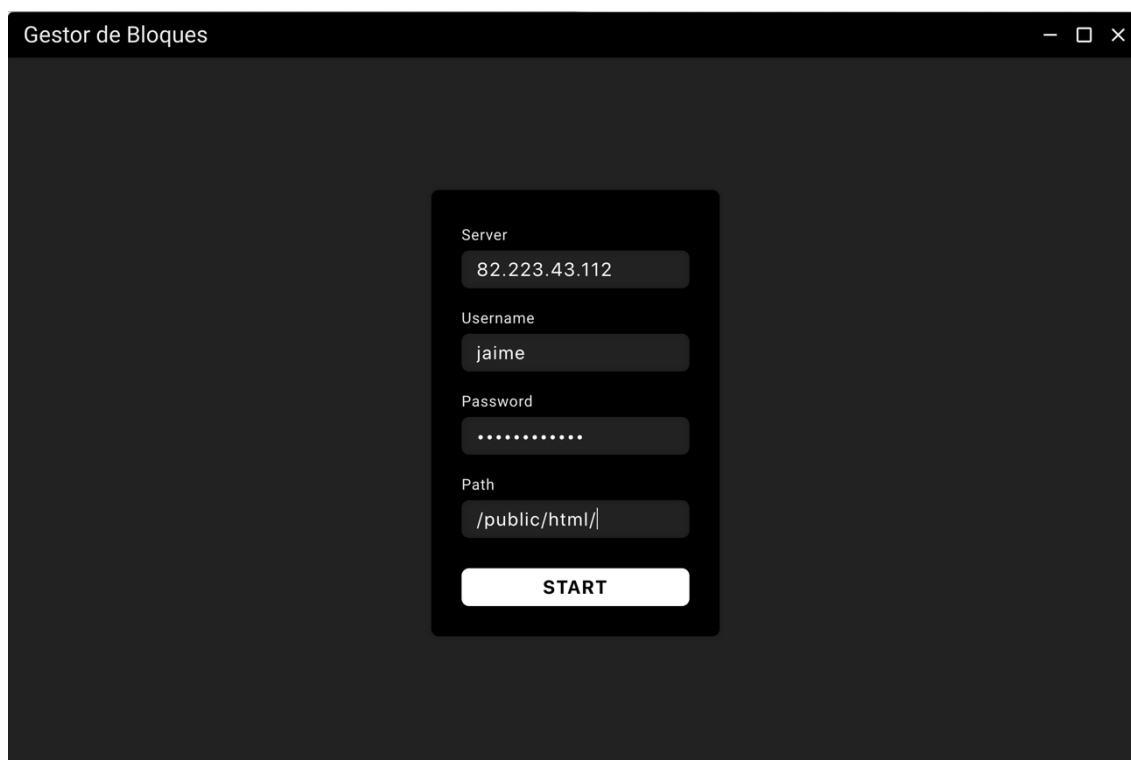 Gestor de Bloques
Server
82.223.43.112
Username
jaime
Password
••••••••••••
Path
/public/html/
START